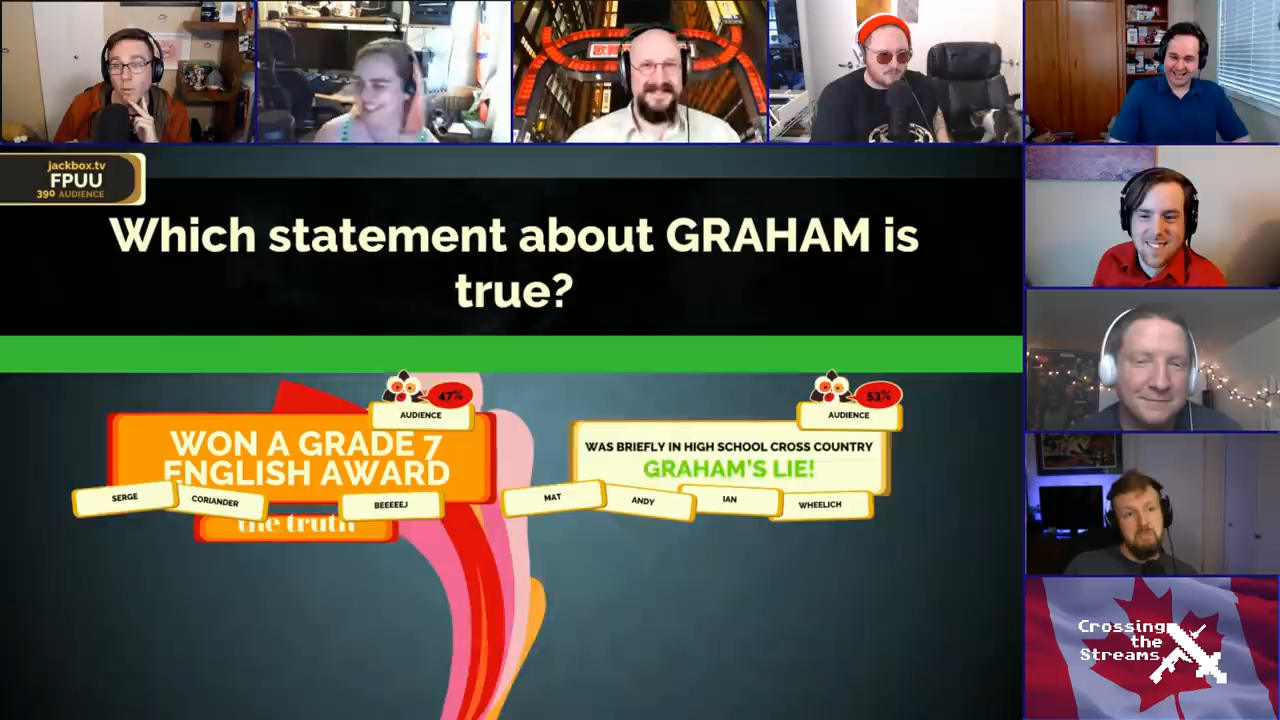 歌舞
jackbox.tv
FPUU
390 AUDIENCE
Which statement about GRAHAM is
true?
47%
AUDIENCE
53%
AUDIENCE
WON A GRADE 7
ENGLISH AWARD
the truth
SERGE
CORIANDER
BEEEEEJ
WAS BRIEFLY IN HIGH SCHOOL CROSS COUNTRY
GRAHAM'S LIE!
MAT
ANDY
IAN
WHEELICH
Crossing
the
Streams